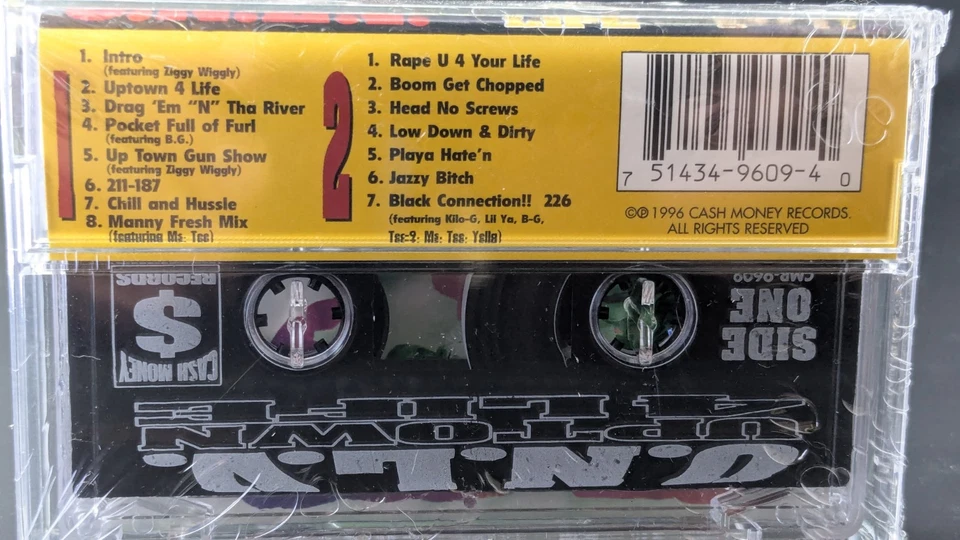 1. Intro
(featuring Ziggy Wiggly)
2. Uptown 4 Life
3. Drag 'Em "N" Tha River
4. Pocket Full of Furl
(featuring B.G.)
5. Up Town Gun Show
(featuring Ziggy Wiggly)
6. 211-187
7. Chill and Hussle
8. Manny Fresh Mix
(featuring Ms. Tee)
1
1. Rape U 4 Your Life
2. Boom Get Chopped
3. Head No Screws
4. Low Down & Dirty
5. Playa Hate'n
6. Jazzy Bitch
7. Black Connection!! 226
(featuring Kilo-G, Lil Ya, B-G,
Tec-9, Ms. Tee, Yella)
2
7 51434-9609-4 0
©℗ 1996 CASH MONEY RECORDS.
ALL RIGHTS RESERVED
CMR-9609
SIDE
ONE
$
CASH MONEY
RECORDS
U.N.L.V.
UPTOWN
4 LIFE